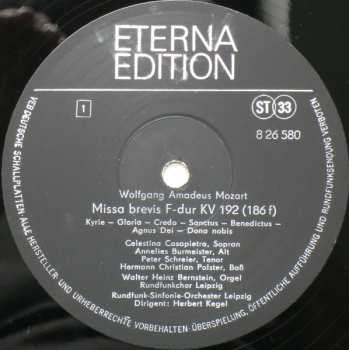 ETERNA
EDITION
1
ST 33
8 26 580
Wolfgang Amadeus Mozart
Missa brevis F-dur KV 192 (186 f)
Kyrie – Gloria – Credo – Sanctus – Benedictus –
Agnus Dei – Dona nobis
Celestina Casapietra, Sopran
Annelies Burmeister, Alt
Peter Schreier, Tenor
Hermann Christian Polster, Baß
Walter Heinz Bernstein, Orgel
Rundfunkchor Leipzig
Rundfunk-Sinfonie-Orchester Leipzig
Dirigent: Herbert Kegel
VEB DEUTSCHE SCHALLPLATTEN ALLE HERSTELLER- UND URHEBERRECHTE VORBEHALTEN ÜBERSPIELUNG, ÖFFENTLICHE AUFFÜHRUNG UND RUNDFUNKSENDUNG VERBOTEN